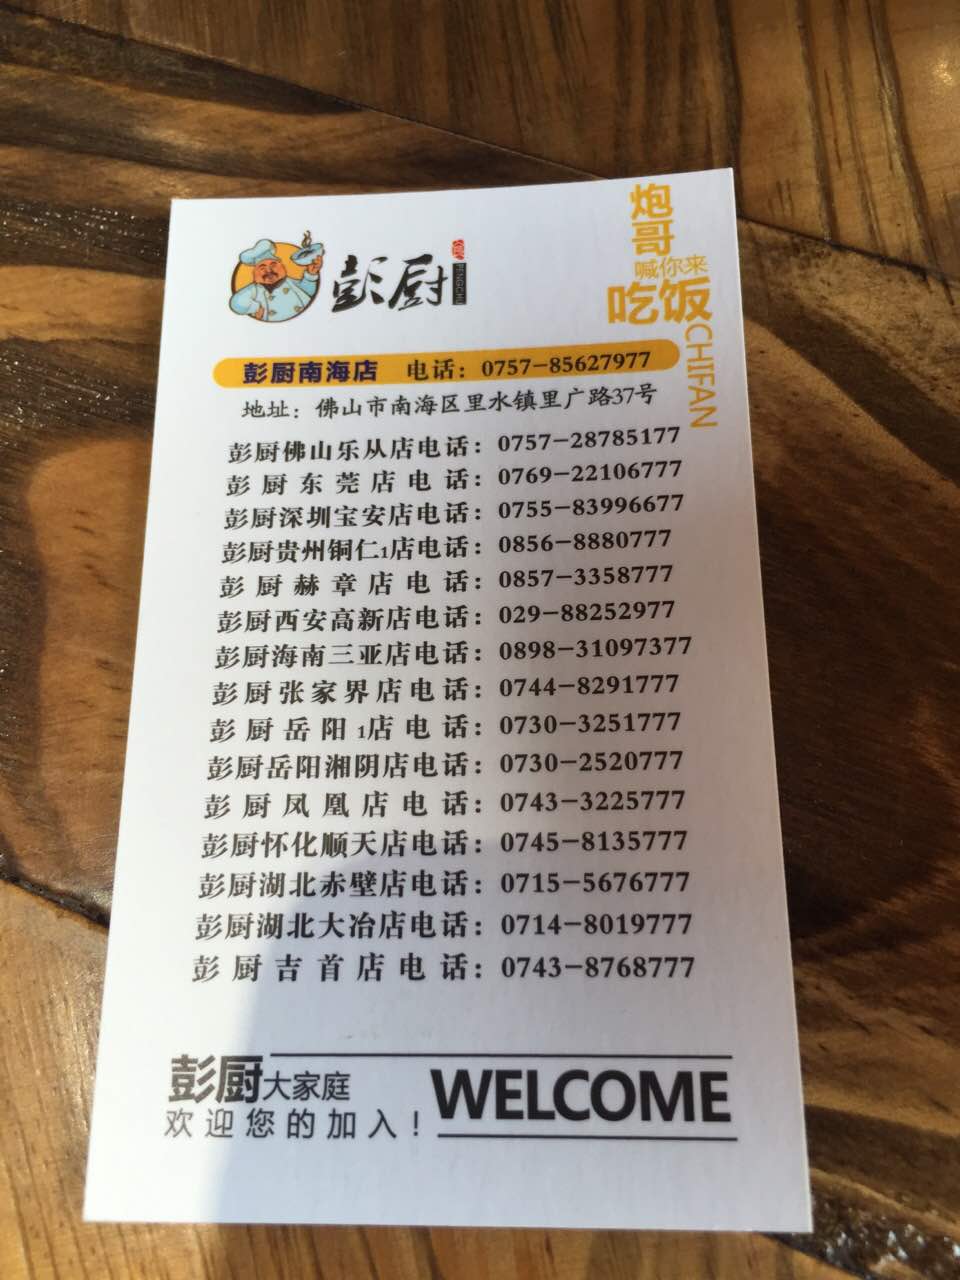 彭厨
PENGCHU
炮哥
喊你来
吃饭
CHIFAN
彭厨南海店 电话：0757-85627977
地址：佛山市南海区里水镇里广路37号
彭厨佛山乐从店电话：0757-28785177
彭厨东莞店电话：0769-22106777
彭厨深圳宝安店电话：0755-83996677
彭厨贵州铜仁1店电话：0856-8880777
彭厨赫章店电话：0857-3358777
彭厨西安高新店电话：029-88252977
彭厨海南三亚店电话：0898-31097377
彭厨张家界店电话：0744-8291777
彭厨岳阳1店电话：0730-3251777
彭厨岳阳湘阴店电话：0730-2520777
彭厨凤凰店电话：0743-3225777
彭厨怀化顺天店电话：0745-8135777
彭厨湖北赤壁店电话：0715-5676777
彭厨湖北大冶店电话：0714-8019777
彭厨吉首店电话：0743-8768777
彭厨大家庭
欢迎您的加入！
WELCOME